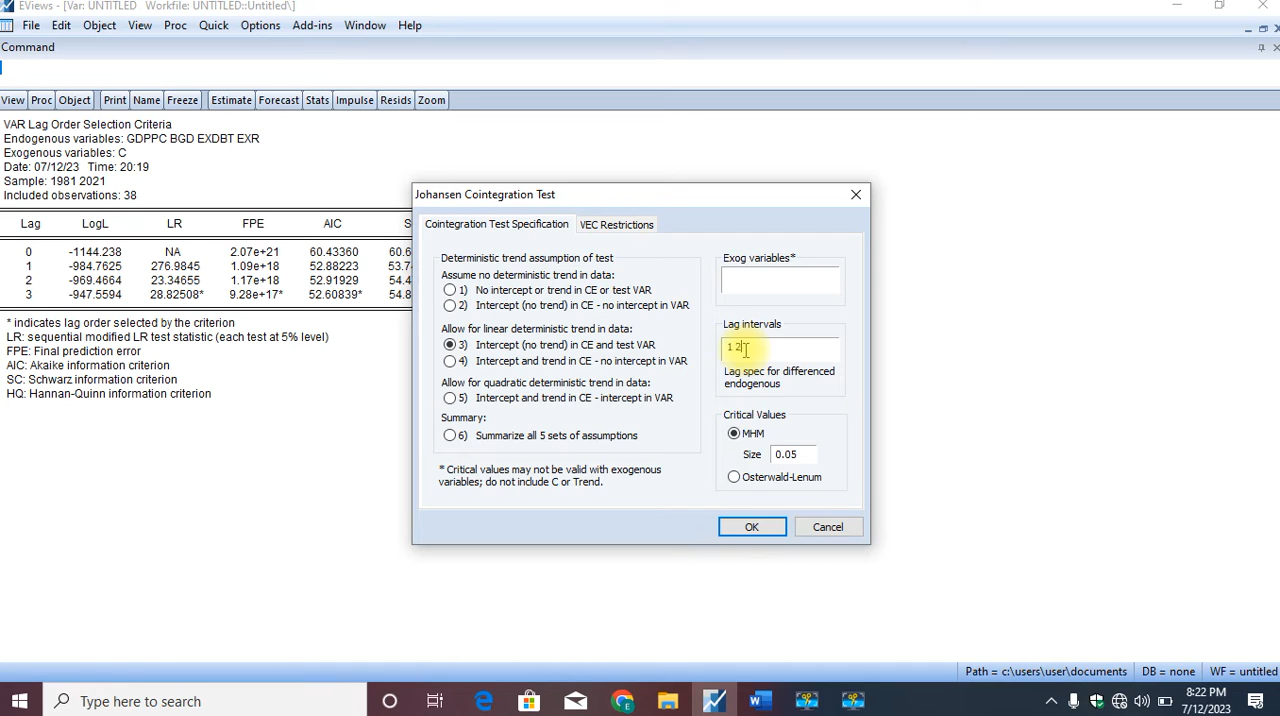 EViews - [Var: UNTITLED   Workfile: UNTITLED::Untitled\]
File Edit Object View Proc Quick Options Add-ins Window Help
Command
View Proc Object Print Name Freeze Estimate Forecast Stats Impulse Resids Zoom
VAR Lag Order Selection Criteria
Endogenous variables: GDPPC BGD EXDBT EXR
Exogenous variables: C
Date: 07/12/23   Time: 20:19
Sample: 1981 2021
Included observations: 38
Lag LogL LR FPE AIC S
0 -1144.238 NA 2.07e+21 60.43360 60.6
1 -984.7625 276.9845 1.09e+18 52.88223 53.7
2 -969.4664 23.34655 1.17e+18 52.91929 54.4
3 -947.5594 28.82508* 9.28e+17* 52.60839* 54.8
* indicates lag order selected by the criterion
LR: sequential modified LR test statistic (each test at 5% level)
FPE: Final prediction error
AIC: Akaike information criterion
SC: Schwarz information criterion
HQ: Hannan-Quinn information criterion
Johansen Cointegration Test
Cointegration Test Specification VEC Restrictions
Deterministic trend assumption of test
Assume no deterministic trend in data:
1) No intercept or trend in CE or test VAR
2) Intercept (no trend) in CE - no intercept in VAR
Allow for linear deterministic trend in data:
3) Intercept (no trend) in CE and test VAR
4) Intercept and trend in CE - no intercept in VAR
Allow for quadratic deterministic trend in data:
5) Intercept and trend in CE - intercept in VAR
Summary:
6) Summarize all 5 sets of assumptions
* Critical values may not be valid with exogenous
variables; do not include C or Trend.
Exog variables*
Lag intervals
1 2
Lag spec for differenced
endogenous
Critical Values
MHM
Size 0.05
Osterwald-Lenum
OK Cancel
Path = c:\users\user\documents DB = none WF = untitled
Type here to search
8:22 PM
7/12/2023